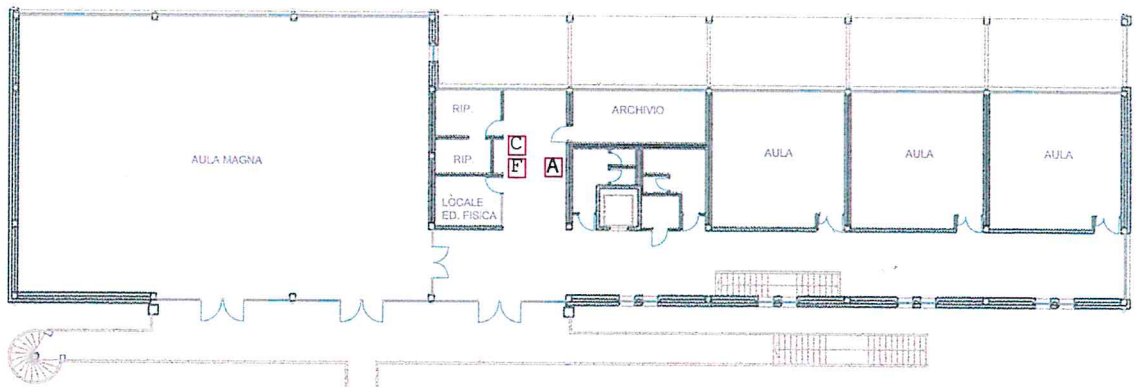 RIP.
ARCHIVIO
C
AULA MAGNA
RIP.
F
A
AULA
AULA
AULA
LOCALE
ED. FISICA